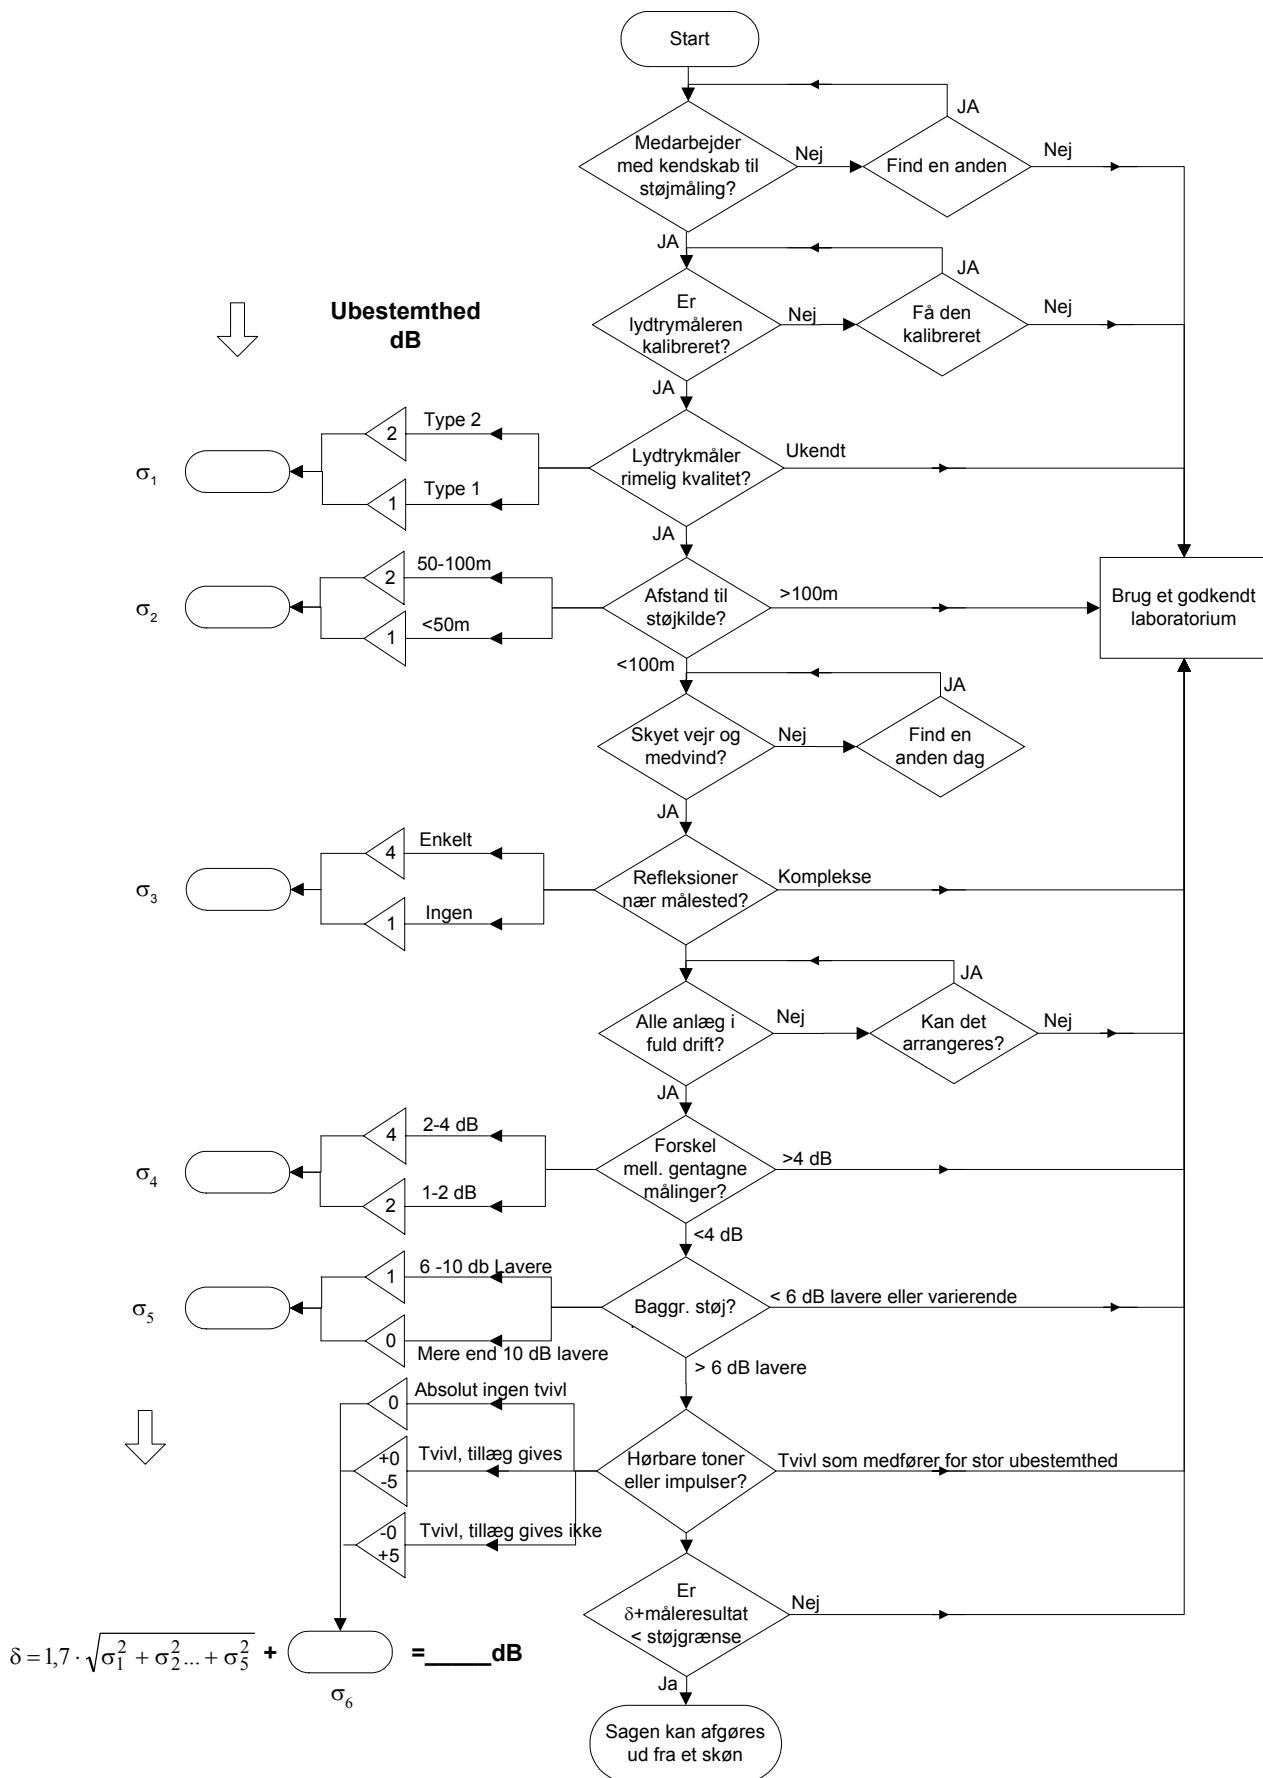 Start
JA
Medarbejder
med kendskab til
støjmåling?
Nej
Find en anden
Nej
JA
JA
Er
lydtrymåleren
kalibreret?
Nej
Få den
kalibreret
Nej
Ubestemthed
dB
JA
σ1
2
Type 2
1
Type 1
Lydtrykmåler
rimelig kvalitet?
Ukendt
JA
σ2
2
50-100m
1
<50m
Afstand til
støjkilde?
>100m
Brug et godkendt
laboratorium
<100m
JA
Skyet vejr og
medvind?
Nej
Find en
anden dag
JA
σ3
4
Enkelt
1
Ingen
Refleksioner
nær målested?
Komplekse
JA
Alle anlæg i
fuld drift?
Nej
Kan det
arrangeres?
Nej
JA
σ4
4
2-4 dB
2
1-2 dB
Forskel
mell. gentagne
målinger?
>4 dB
<4 dB
σ5
1
6 -10 db Lavere
0
Mere end 10 dB lavere
Baggr. støj?
< 6 dB lavere eller varierende
> 6 dB lavere
0
Absolut ingen tvivl
+0
-5
Tvivl, tillæg gives
-0
+5
Tvivl, tillæg gives ikke
Hørbare toner
eller impulser?
Tvivl som medfører for stor ubestemthed
Er
δ+måleresultat
< støjgrænse
Nej
δ = 1,7 · √(σ1² + σ2² ... + σ5²) + =_____dB
σ6
Ja
Sagen kan afgøres
ud fra et skøn